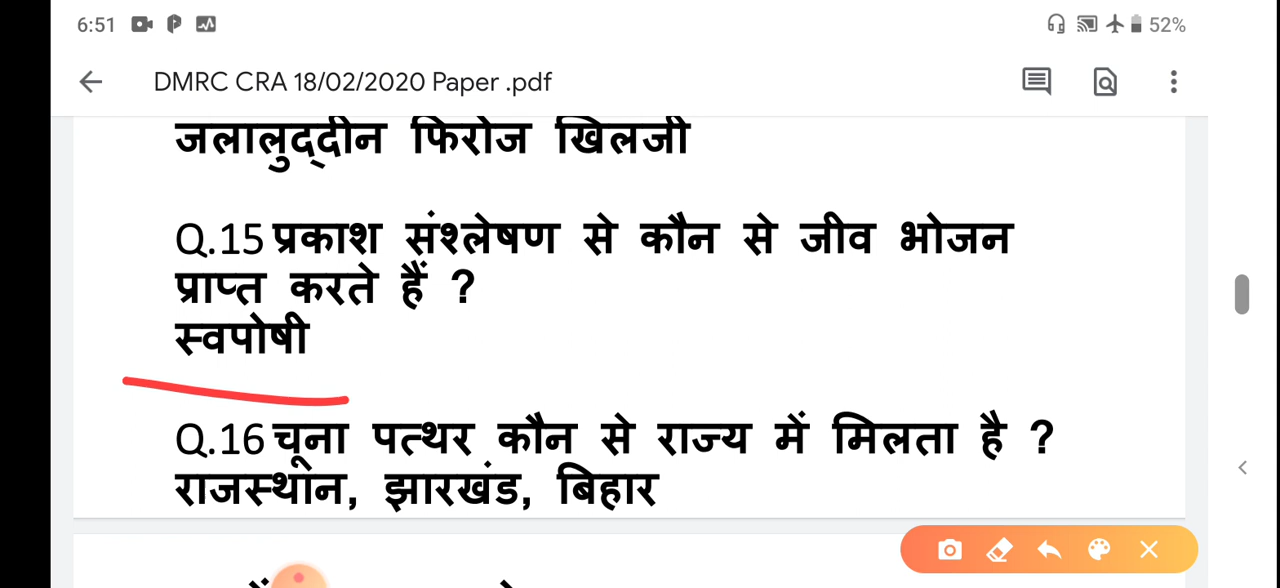 6:51
52%
DMRC CRA 18/02/2020 Paper .pdf
जलालुद्दीन फिरोज खिलजी
Q.15 प्रकाश संश्लेषण से कौन से जीव भोजन
प्राप्त करते हैं ?
स्वपोषी
Q.16 चूना पत्थर कौन से राज्य में मिलता है ?
राजस्थान, झारखंड, बिहार